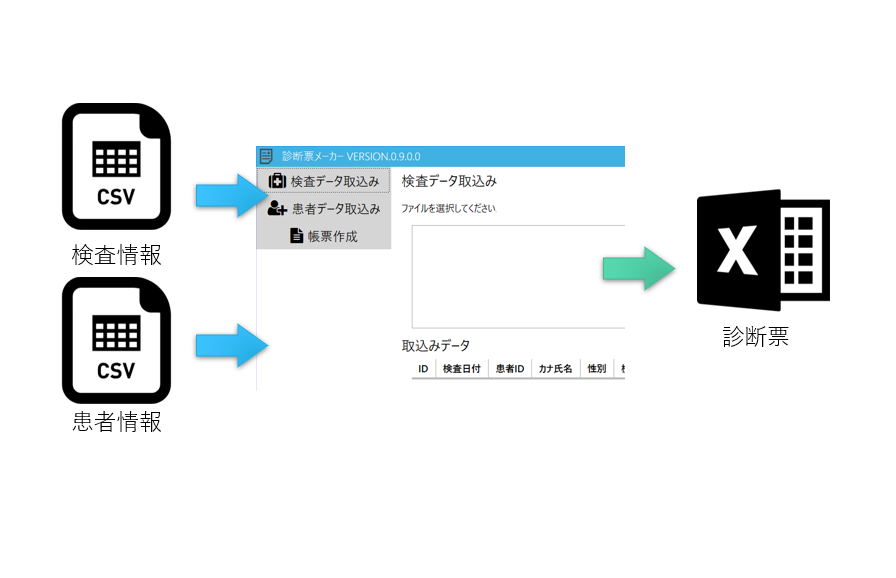 CSV
検査情報
CSV
患者情報
診断票メーカー VERSION.0.9.0.0
検査データ取込み
患者データ取込み
帳票作成
検査データ取込み
ファイルを選択してください
取込みデータ
ID 検査日付 患者ID カナ氏名 性別
X
診断票